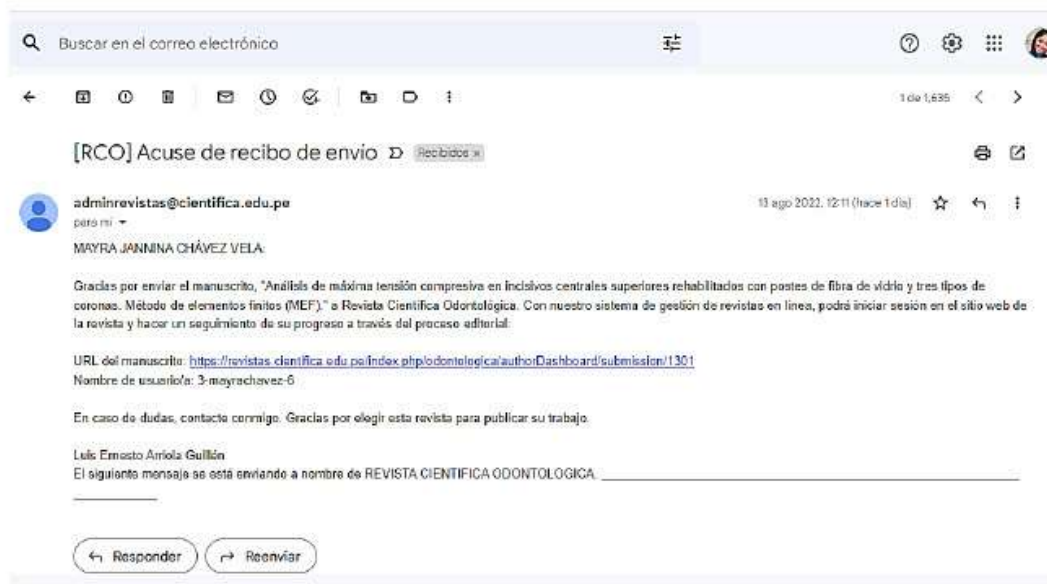 Buscar en el correo electrónico
1 de 1,635
[RCO] Acuse de recibo de envío
Recibidos x
adminrevistas@cientifica.edu.pe
13 ago 2022, 12:11 (hace 1 día)
para mí
MAYRA JANNINA CHÁVEZ VELA:
Gracias por enviar el manuscrito, "Análisis de máxima tensión compresiva en incisivos centrales superiores rehabilitados con postes de fibra de vidrio y tres tipos de
coronas. Método de elementos finitos (MEF)." a Revista Científica Odontológica. Con nuestro sistema de gestión de revistas en línea, podrá iniciar sesión en el sitio web de
la revista y hacer un seguimiento de su progreso a través del proceso editorial:
URL del manuscrito: https://revistas.cientifica.edu.pe/index.php/odontologica/authorDashboard/submission/1301
Nombre de usuario/a: 3-mayrachavez-6
En caso de dudas, contacte conmigo. Gracias por elegir esta revista para publicar su trabajo.
Luis Ernesto Arriola Guillén
El siguiente mensaje se está enviando a nombre de REVISTA CIENTIFICA ODONTOLOGICA.
Responder
Reenviar